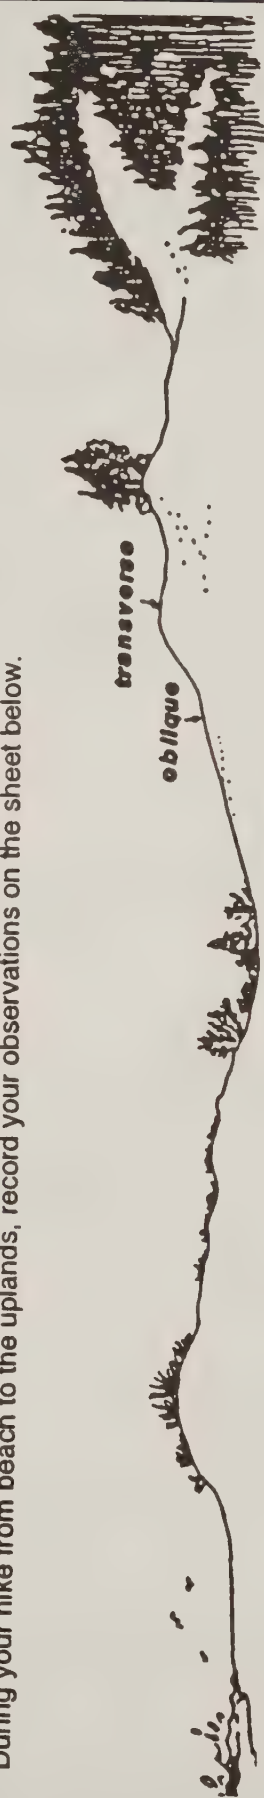 During your hike from beach to the uplands, record your observations on the sheet below.
oblique
transverse